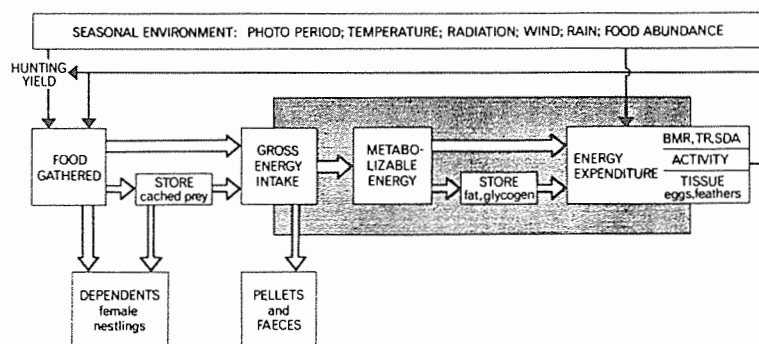 SEASONAL ENVIRONMENT: PHOTO PERIOD; TEMPERATURE; RADIATION; WIND; RAIN; FOOD ABUNDANCE
HUNTING
YIELD
FOOD
GATHERED
STORE
cached prey
GROSS
ENERGY
INTAKE
METABO-
LIZABLE
ENERGY
STORE
fat, glycogen
ENERGY
EXPENDITURE
BMR, TR, SDA
ACTIVITY
TISSUE
eggs, feathers
DEPENDENTS
female
nestlings
PELLETS
and
FAECES